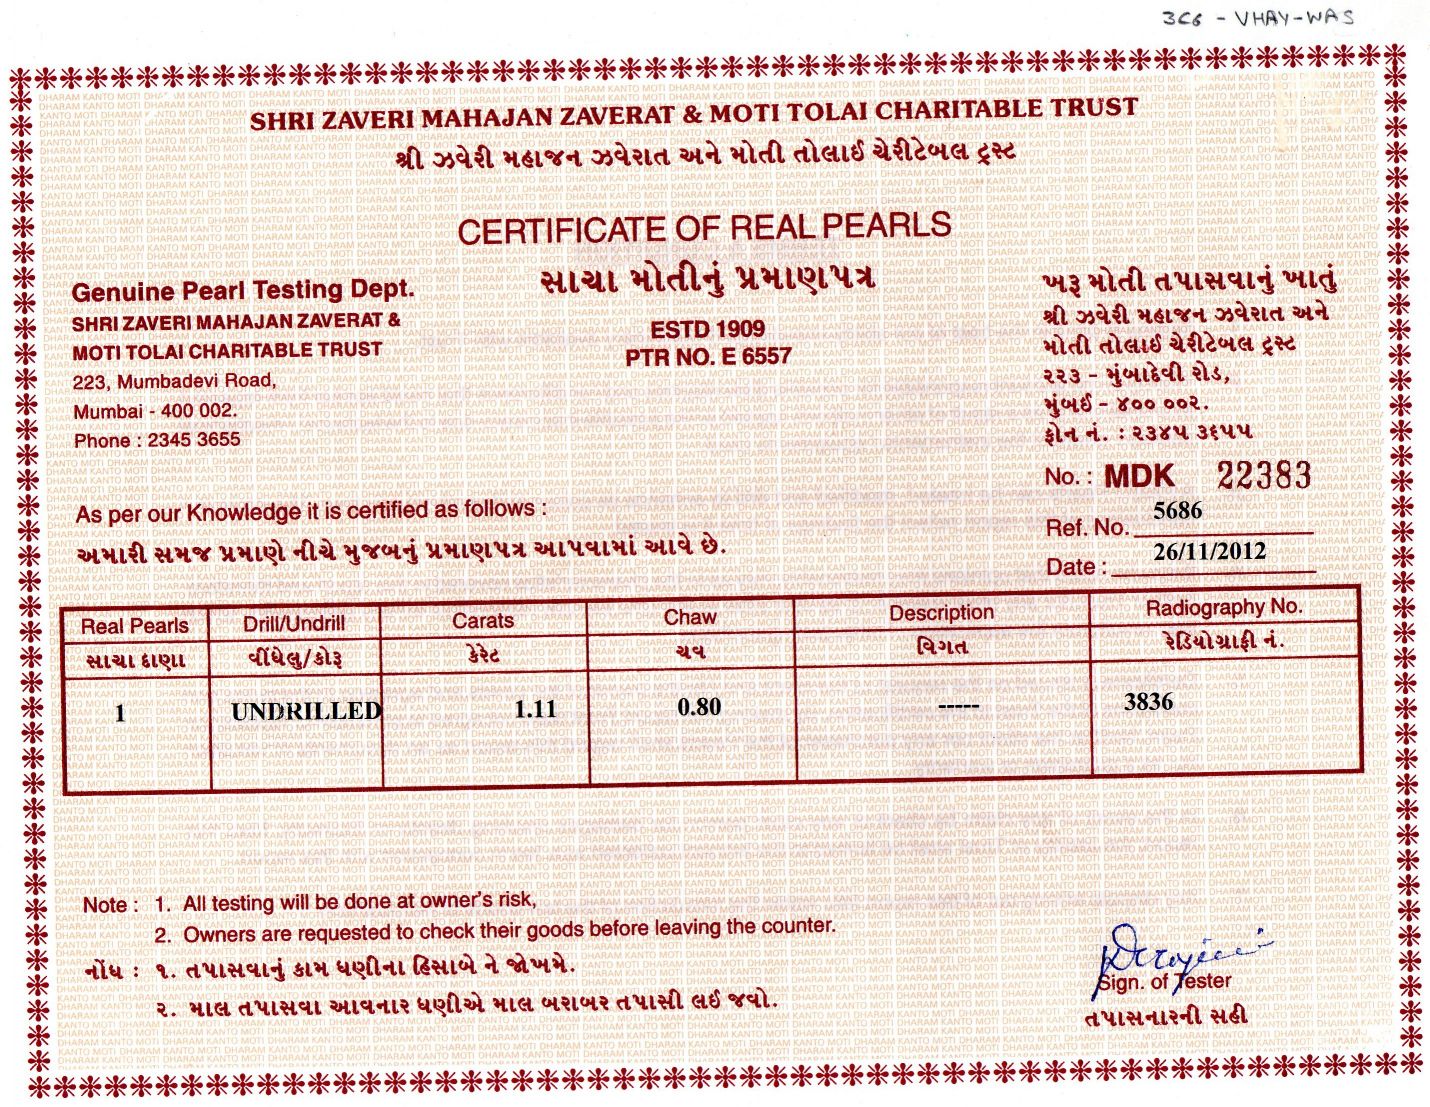 3C6 - VHAY-WAS
SHRI ZAVERI MAHAJAN ZAVERAT & MOTI TOLAI CHARITABLE TRUST
શ્રી ઝવેરી મહાજન ઝવેરાત અને મોતી તોલાઈ ચેરીટેબલ ટ્રસ્ટ
CERTIFICATE OF REAL PEARLS
સાચા મોતીનું પ્રમાણપત્ર
ESTD 1909
PTR NO. E 6557
Genuine Pearl Testing Dept.
SHRI ZAVERI MAHAJAN ZAVERAT &
MOTI TOLAI CHARITABLE TRUST
223, Mumbadevi Road,
Mumbai - 400 002.
Phone : 2345 3655
ખરૂ મોતી તપાસવાનું ખાતું
શ્રી ઝવેરી મહાજન ઝવેરાત અને
મોતી તોલાઈ ચેરીટેબલ ટ્રસ્ટ
૨૨૩ - મુંબાદેવી રોડ,
મુંબઈ - ૪૦૦ ૦૦૨.
ફોન નં. : ૨૩૪૫ ૩૬૫૫
No. : MDK 22383
Ref. No. 5686
Date : 26/11/2012
As per our Knowledge it is certified as follows :
અમારી સમજ પ્રમાણે નીચે મુજબનું પ્રમાણપત્ર આપવામાં આવે છે.
Real Pearls Drill/Undrill Carats Chaw Description Radiography No.
સાચા દાણા વીંધેલુ/કોરૂ કેરેટ ચવ વિગત રેડિયોગ્રાફી નં.
1 UNDRILLED 1.11 0.80 ----- 3836
Note : 1. All testing will be done at owner's risk,
2. Owners are requested to check their goods before leaving the counter.
નોંધ : ૧. તપાસવાનું કામ ધણીના હિસાબે ને જોખમે.
૨. માલ તપાસવા આવનાર ધણીએ માલ બરાબર તપાસી લઈ જવો.
Sign. of Tester
તપાસનારની સહી